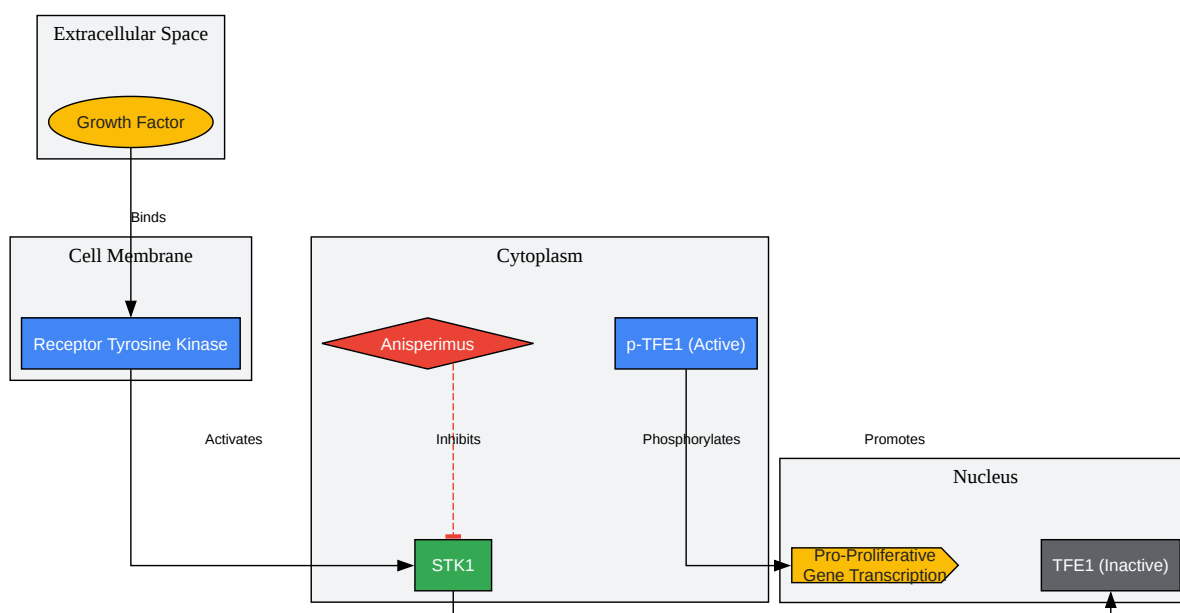 Extracellular Space
Growth Factor
Binds
Cell Membrane
Cytoplasm
Receptor Tyrosine Kinase
Anisperimus
p-TFE1 (Active)
Activates
Inhibits
Phosphorylates
Promotes
Nucleus
STK1
Pro-Proliferative
Gene Transcription
TFE1 (Inactive)